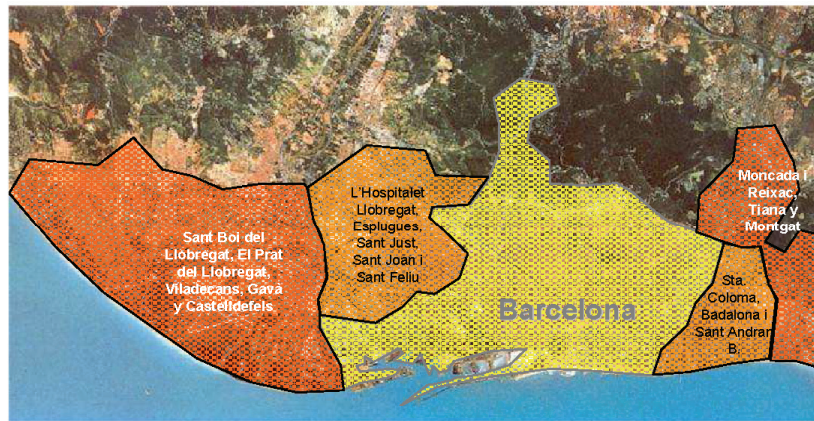 Sant Boi del
Llobregat, El Prat
del Llobregat,
Viladecans, Gavà
y Castelldefels
L'Hospitalet
Llobregat,
Esplugues,
Sant Just,
Sant Joan i
Sant Feliu
Barcelona
Moncada i
Reixac,
Tiana y
Montgat
Sta.
Coloma,
Badalona i
Sant Andrar
B.